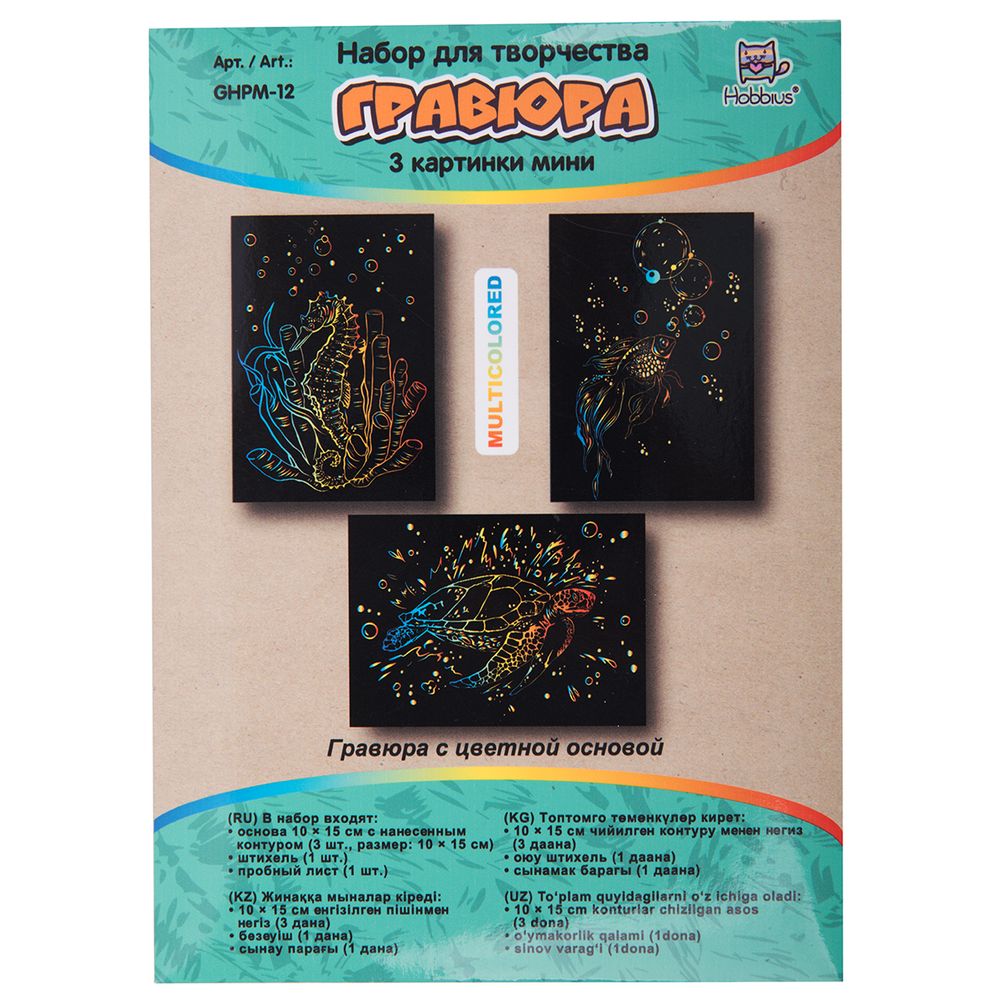 Арт. / Art.:
GHPM-12
Набор для творчества
ГРАВЮРА
3 картинки мини
Hobbius®
MULTICOLORED
Гравюра с цветной основой
(RU) В набор входят:
• основа 10 × 15 см с нанесенным
контуром (3 шт., размер: 10 × 15 см)
• штихель (1 шт.)
• пробный лист (1 шт.)
(KZ) Жинаққа мыналар кіреді:
• 10 × 15 см енгізілген пішінмен
негіз (3 дана)
• безеуіш (1 дана)
• сынау парағы (1 дана)
(KG) Топтомго төмөнкүлөр кирет:
• 10 × 15 см чийилген контуру менен негиз
(3 даана)
• оюу штихель (1 даана)
• сынамак барагы (1 даана)
(UZ) To‘plam quyidagilarni o‘z ichiga oladi:
• 10 × 15 cm konturlar chizilgan asos
(3 dona)
• o‘ymakorlik qalami (1dona)
• sinov varag‘i (1dona)